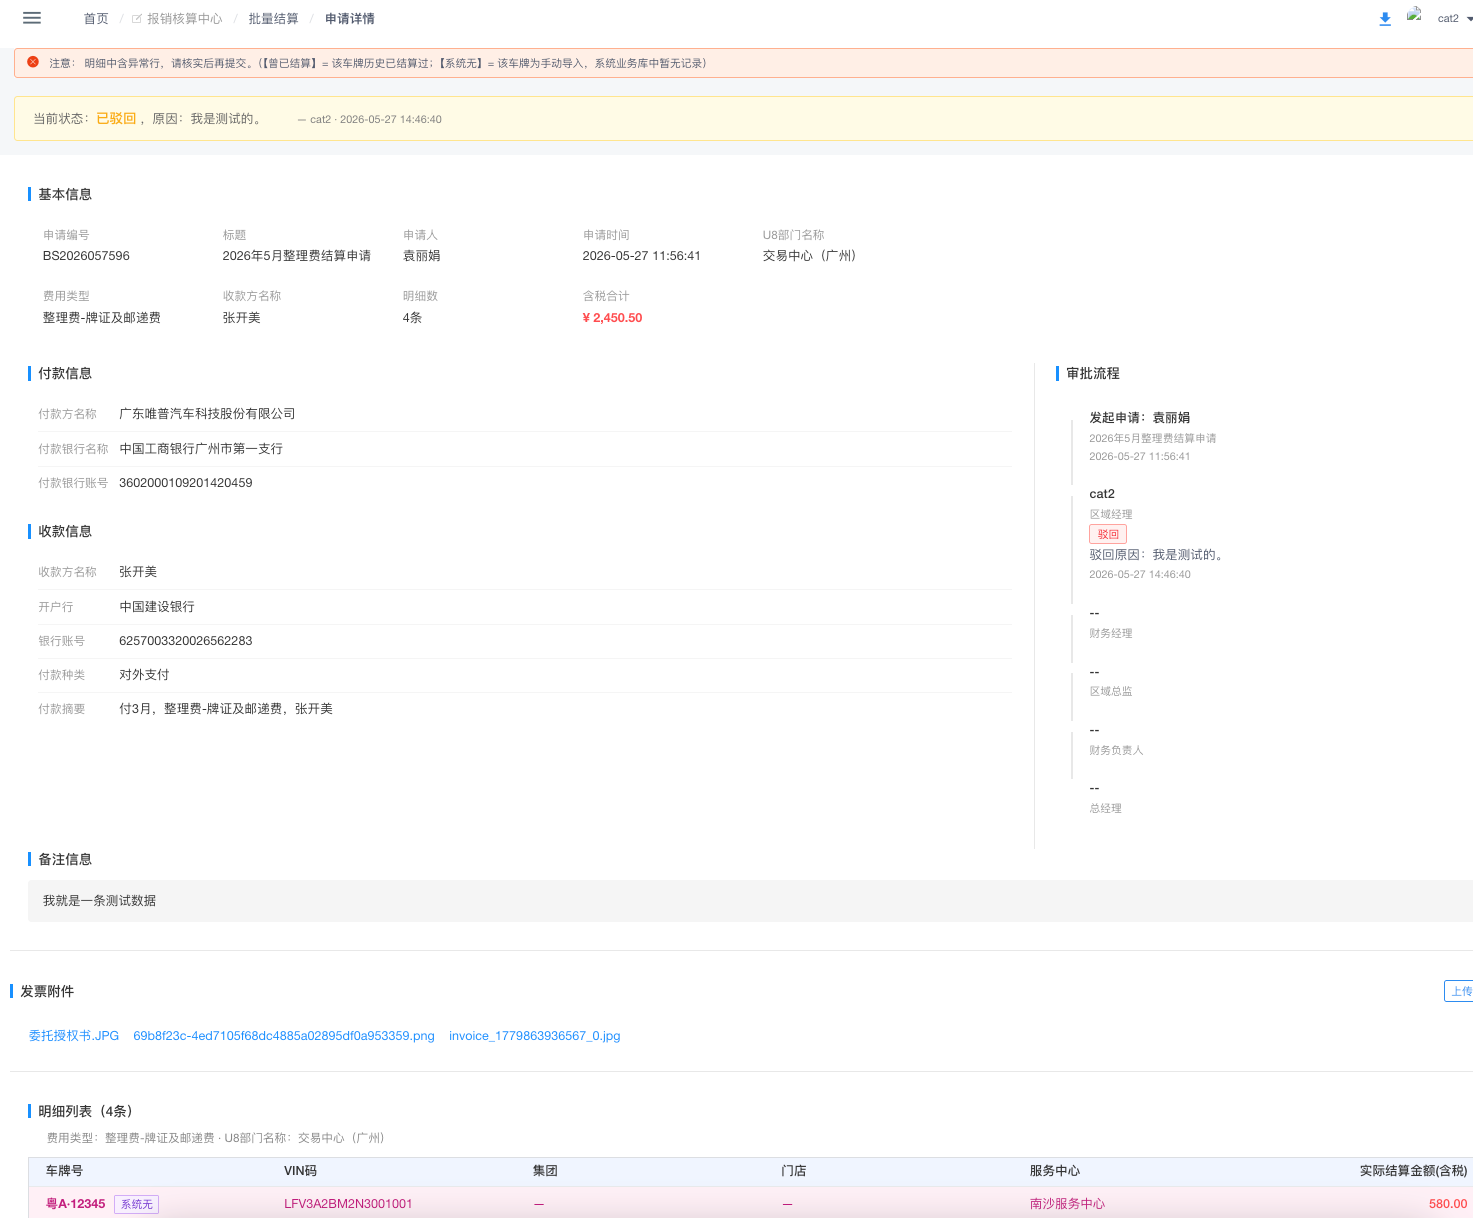 首页 / 报销核算中心 / 批量结算 / 申请详情
cat2
注意： 明细中含异常行，请核实后再提交。(【曾已结算】= 该车牌历史已结算过；【系统无】= 该车牌为手动导入，系统业务库中暂无记录)
当前状态： 已驳回 ， 原因： 我是测试的。 — cat2 · 2026-05-27 14:46:40
基本信息
申请编号 标题 申请人 申请时间 U8部门名称
BS2026057596 2026年5月整理费结算申请 袁丽娟 2026-05-27 11:56:41 交易中心（广州）
费用类型 收款方名称 明细数 含税合计
整理费-牌证及邮递费 张开美 4条 ¥ 2,450.50
付款信息
付款方名称 广东唯普汽车科技股份有限公司
付款银行名称 中国工商银行广州市第一支行
付款银行账号 3602000109201420459
收款信息
收款方名称 张开美
开户行 中国建设银行
银行账号 6257003320026562283
付款种类 对外支付
付款摘要 付3月，整理费-牌证及邮递费，张开美
审批流程
发起申请：袁丽娟
2026年5月整理费结算申请
2026-05-27 11:56:41
cat2
区域经理
驳回
驳回原因：我是测试的。
2026-05-27 14:46:40
--
财务经理
--
区域总监
--
财务负责人
--
总经理
备注信息
我就是一条测试数据
发票附件
上传
委托授权书.JPG 69b8f23c-4ed7105f68dc4885a02895df0a953359.png invoice_1779863936567_0.jpg
明细列表（4条）
费用类型：整理费-牌证及邮递费 · U8部门名称：交易中心（广州）
车牌号 VIN码 集团 门店 服务中心 实际结算金额(含税)
粤A·12345 系统无 LFV3A2BM2N3001001 — — 南沙服务中心 580.00